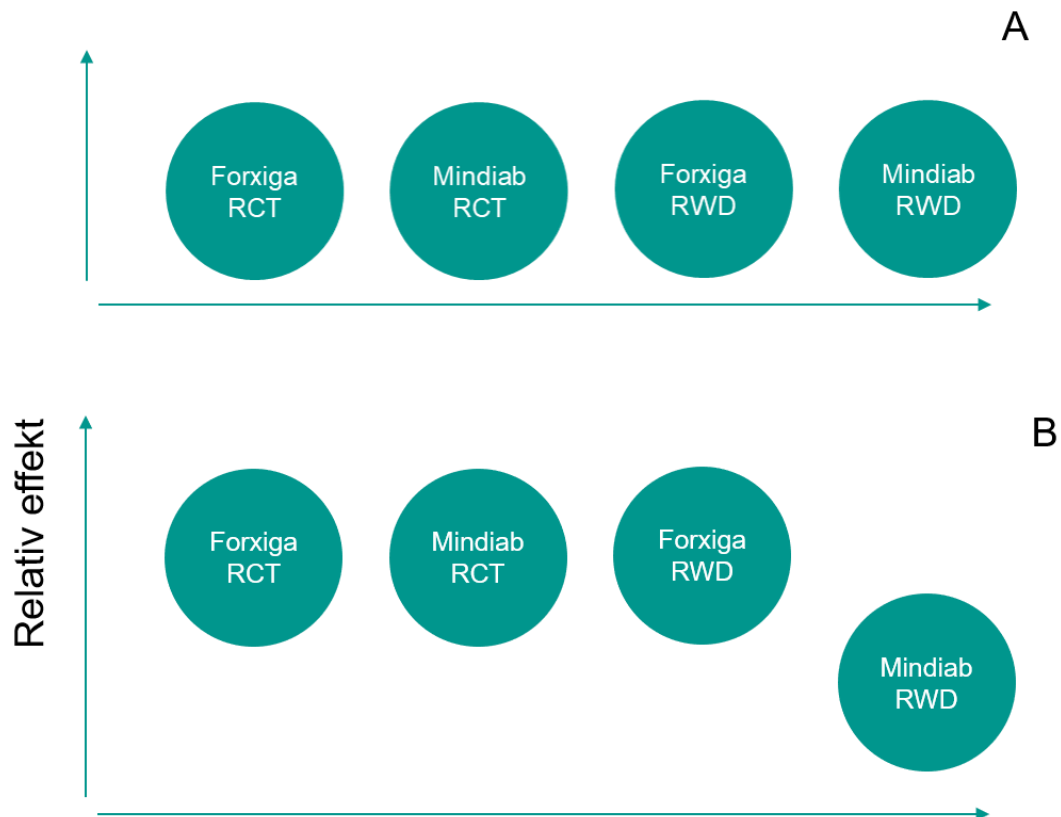 A
Forxiga
RCT
Mindiab
RCT
Forxiga
RWD
Mindiab
RWD
B
Relativ effekt
Forxiga
RCT
Mindiab
RCT
Forxiga
RWD
Mindiab
RWD